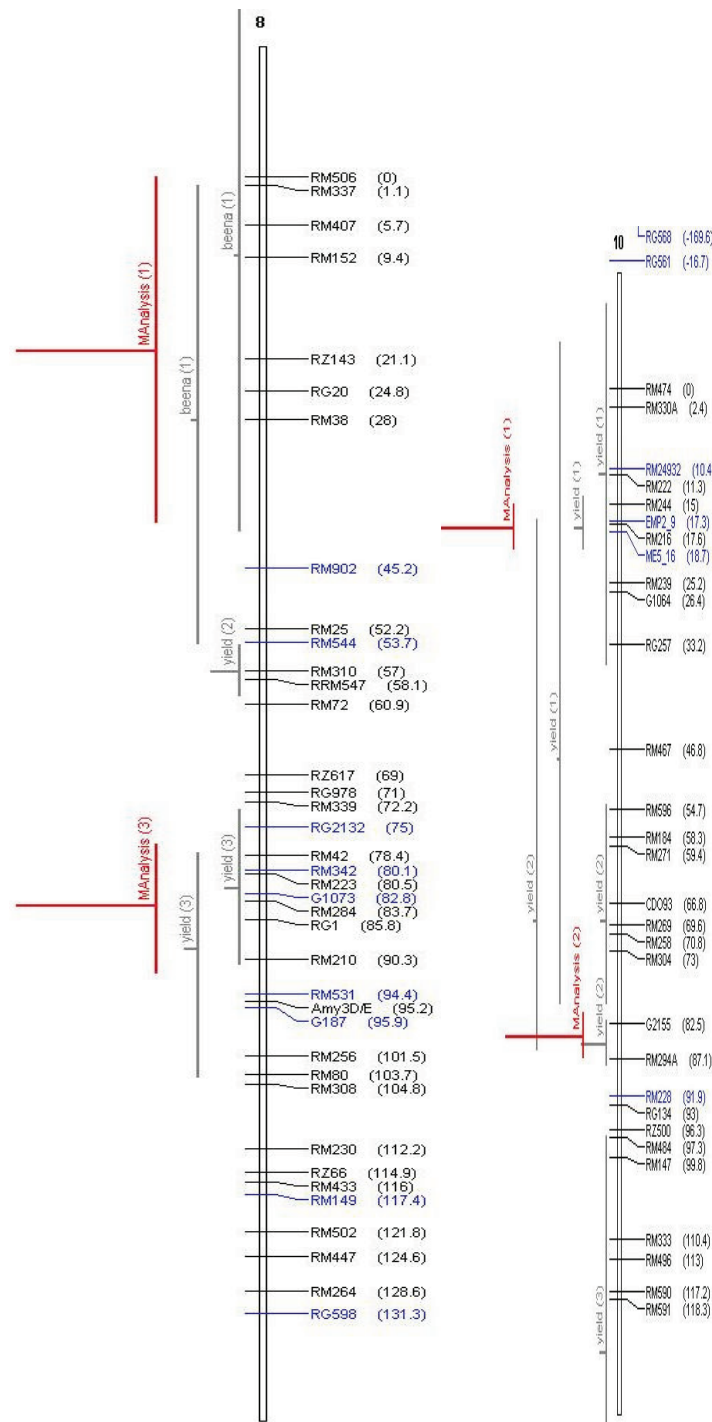 8
RM506 (0)
RM337 (1.1)
RM407 (5.7)
RM152 (9.4)
RZ143 (21.1)
RG20 (24.8)
RM38 (28)
RM902 (45.2)
RM25 (52.2)
RM544 (53.7)
RM310 (57)
RRM547 (58.1)
RM72 (60.9)
RZ617 (69)
RG978 (71)
RM339 (72.2)
RG2132 (75)
RM42 (78.4)
RM342 (80.1)
RM223 (80.5)
G1073 (82.8)
RM284 (83.7)
RG1 (85.8)
RM210 (90.3)
RM531 (94.4)
Amy3D/E (95.2)
G187 (95.9)
RM256 (101.5)
RM80 (103.7)
RM308 (104.8)
RM230 (112.2)
RZ66 (114.9)
RM433 (116)
RM149 (117.4)
RM502 (121.8)
RM447 (124.6)
RM264 (128.6)
RG598 (131.3)
MAnalysis (1)
beena (1)
beena (1)
yield (2)
MAnalysis (3)
yield (3)
yield (3)
10
RG568 (-169.6)
RG561 (-16.7)
RM474 (0)
RM330A (2.4)
RM24932 (10.4
RM222 (11.3)
RM244 (15)
EMP2_9 (17.3)
RM216 (17.6)
ME5_16 (18.7)
RM239 (25.2)
G1064 (26.4)
RG257 (33.2)
RM467 (46.8)
RM596 (54.7)
RM184 (58.3)
RM271 (59.4)
CDO93 (66.8)
RM269 (69.6)
RM258 (70.8)
RM304 (73)
G2155 (82.5)
RM294A (87.1)
RM228 (91.9)
RG134 (93)
RZ500 (96.3)
RM484 (97.3)
RM147 (99.8)
RM333 (110.4)
RM496 (113)
RM590 (117.2)
RM591 (118.3)
MAnalysis (1)
yield (2)
yield (1)
yield (1)
yield (1)
MAnalysis (2)
yield (2)
yield (2)
yield (3)